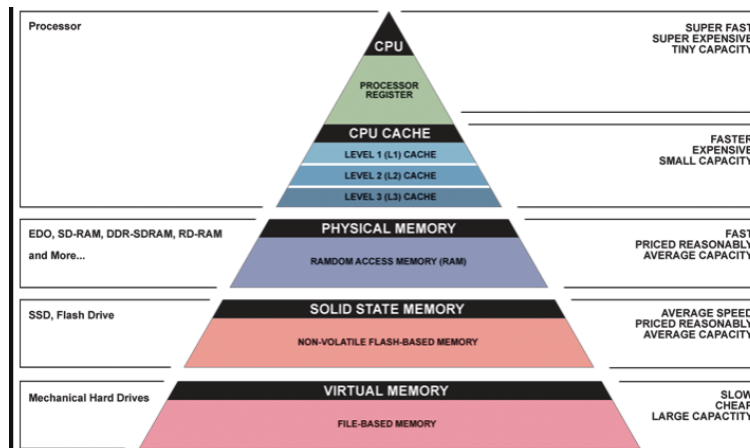 Processor
CPU
PROCESSOR
REGISTER
SUPER FAST
SUPER EXPENSIVE
TINY CAPACITY
CPU CACHE
LEVEL 1 (L1) CACHE
LEVEL 2 (L2) CACHE
LEVEL 3 (L3) CACHE
FASTER
EXPENSIVE
SMALL CAPACITY
EDO, SD-RAM, DDR-SDRAM, RD-RAM
and More...
PHYSICAL MEMORY
RAMDOM ACCESS MEMORY (RAM)
FAST
PRICED REASONABLY
AVERAGE CAPACITY
SSD, Flash Drive
SOLID STATE MEMORY
NON-VOLATILE FLASH-BASED MEMORY
AVERAGE SPEED
PRICED REASONABLY
AVERAGE CAPACITY
Mechanical Hard Drives
VIRTUAL MEMORY
FILE-BASED MEMORY
SLOW
CHEAP
LARGE CAPACTITY